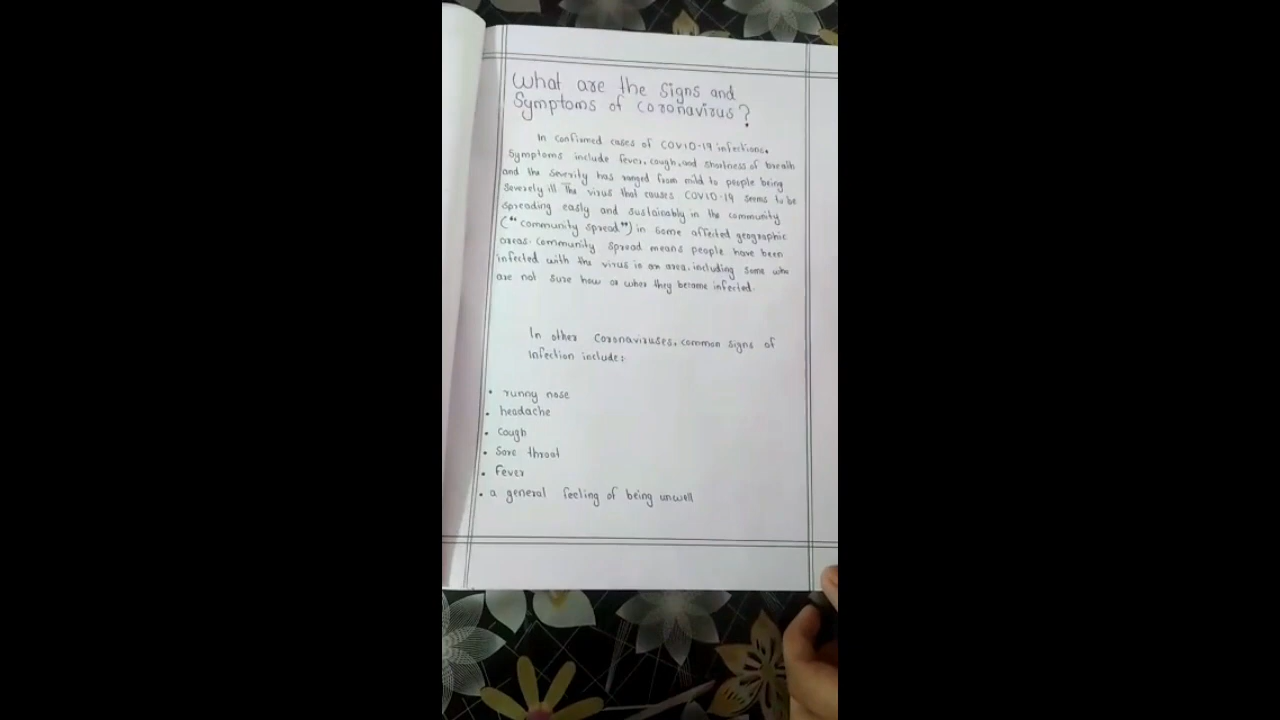 What are the Signs and
Symptoms of Coronavirus?
In confirmed cases of COVID-19 infections.
Symptoms include fever, cough, and shortness of breath
and the severity has ranged from mild to people being
severely ill The virus that causes COVID-19 seems to be
spreading easly and sustainably in the community
("community spread") in some affected geographic
areas. Community spread means people have been
infected with the virus in an area, including some who
are not sure how or wher they became infected.
In other Coronaviruses, common signs of
infection include:
• runny nose
• headache
• Cough
• Sore throat
• Fever
• a general feeling of being unwell